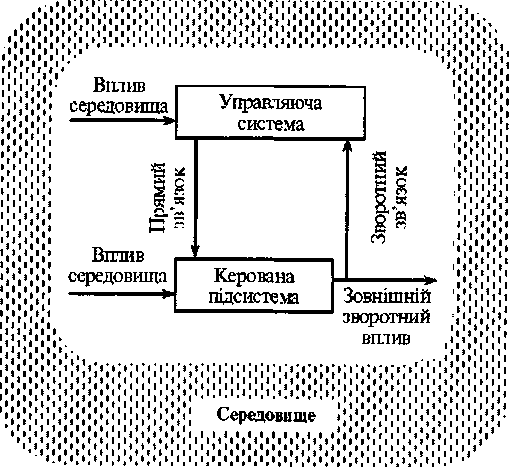 Вплив
середовища
Управляюча
система
Прямий
зв'язок
Зворотний
зв'язок
Вплив
середовища
Керована
підсистема
Зовнішній
зворотний
вплив
Середовище